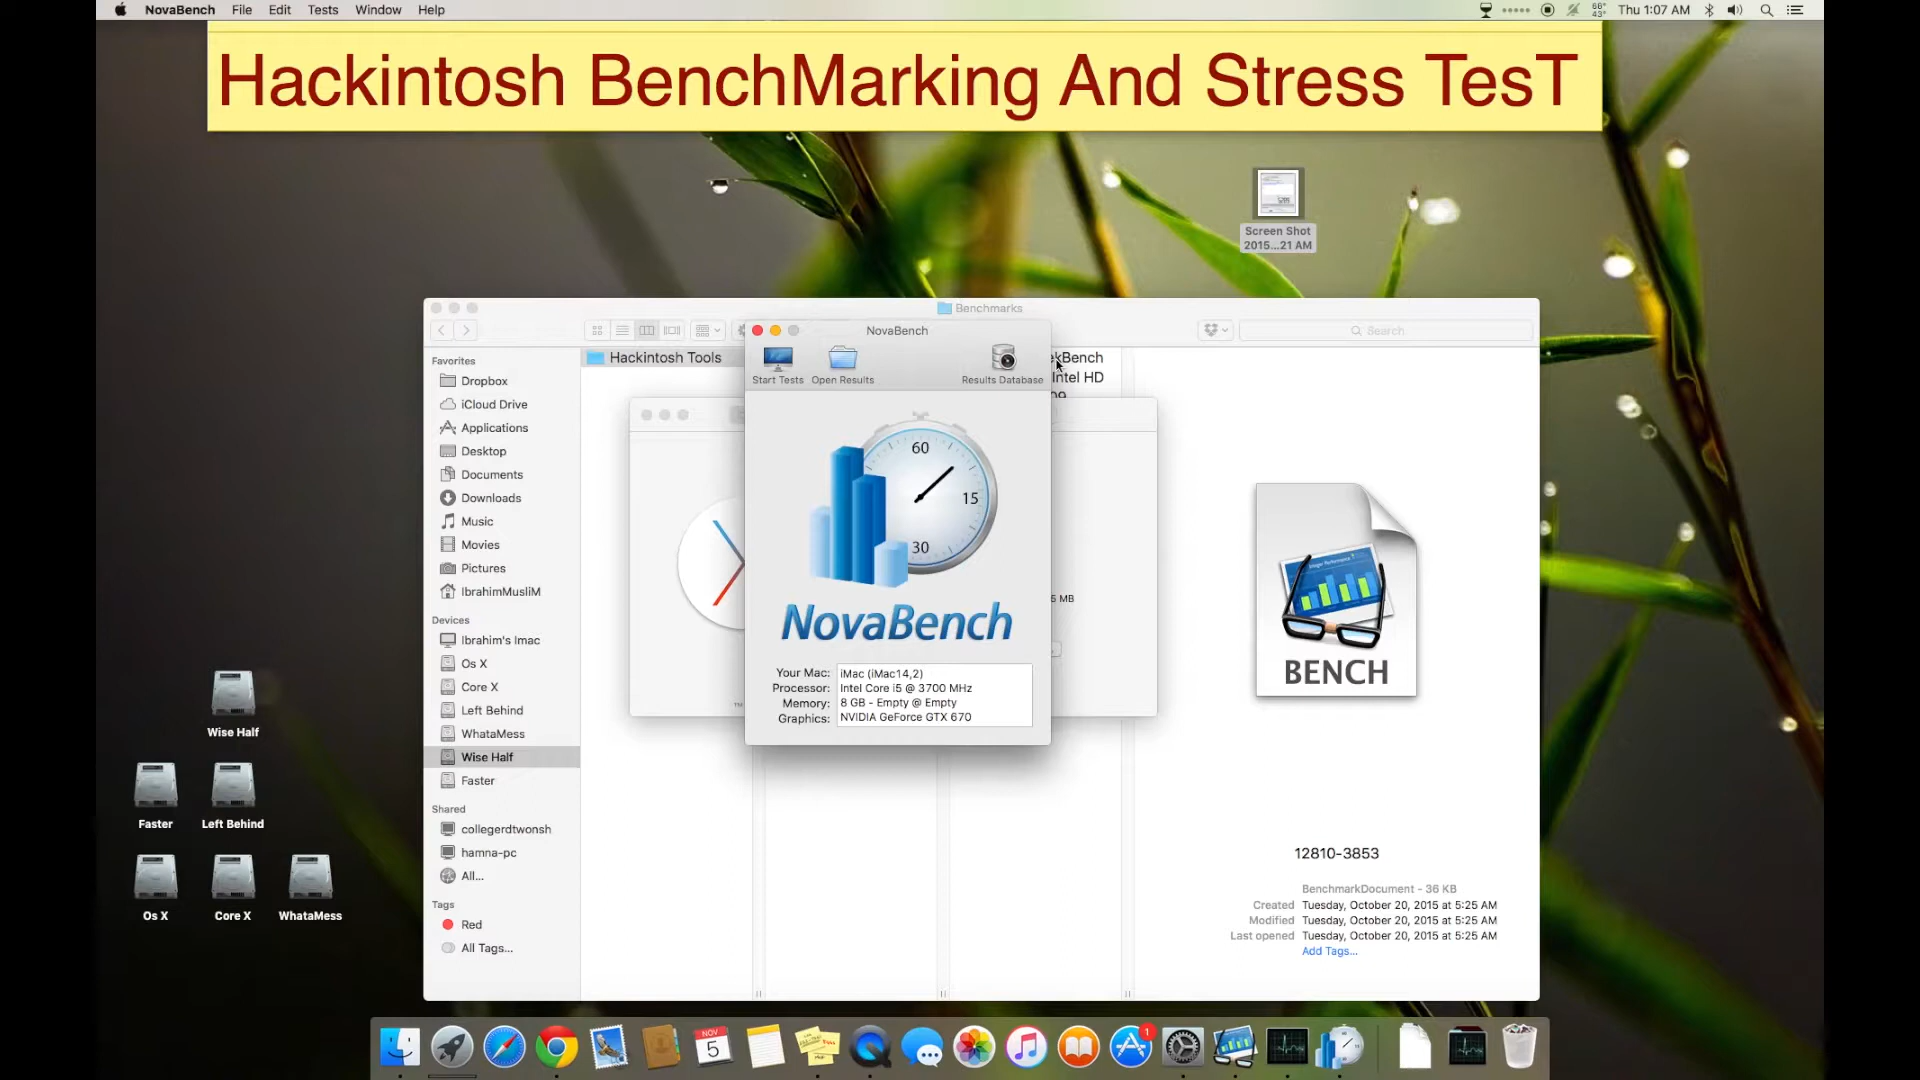 NovaBench File Edit Tests Window Help
66°
43°
Thu 1:07 AM
Hackintosh BenchMarking And Stress TesT
Screen Shot
2015...21 AM
Benchmarks
Search
NovaBench
Start Tests Open Results Results Database
Favorites
Dropbox
iCloud Drive
Applications
Desktop
Documents
Downloads
Music
Movies
Pictures
IbrahimMusliM
Devices
Ibrahim's Imac
Os X
Core X
Left Behind
WhataMess
Wise Half
Faster
Shared
collegerdtwonsh
hamna-pc
All...
Tags
Red
All Tags...
Hackintosh Tools
kBench
Intel HD
60
15
30
NovaBench
5 MB
Your Mac: iMac (iMac14,2)
Processor: Intel Core i5 @ 3700 MHz
Memory: 8 GB - Empty @ Empty
Graphics: NVIDIA GeForce GTX 670
BENCH
12810-3853
BenchmarkDocument - 36 KB
Created Tuesday, October 20, 2015 at 5:25 AM
Modified Tuesday, October 20, 2015 at 5:25 AM
Last opened Tuesday, October 20, 2015 at 5:25 AM
Add Tags...
Wise Half
Faster
Left Behind
Os X
Core X
WhataMess
NOV
5
1